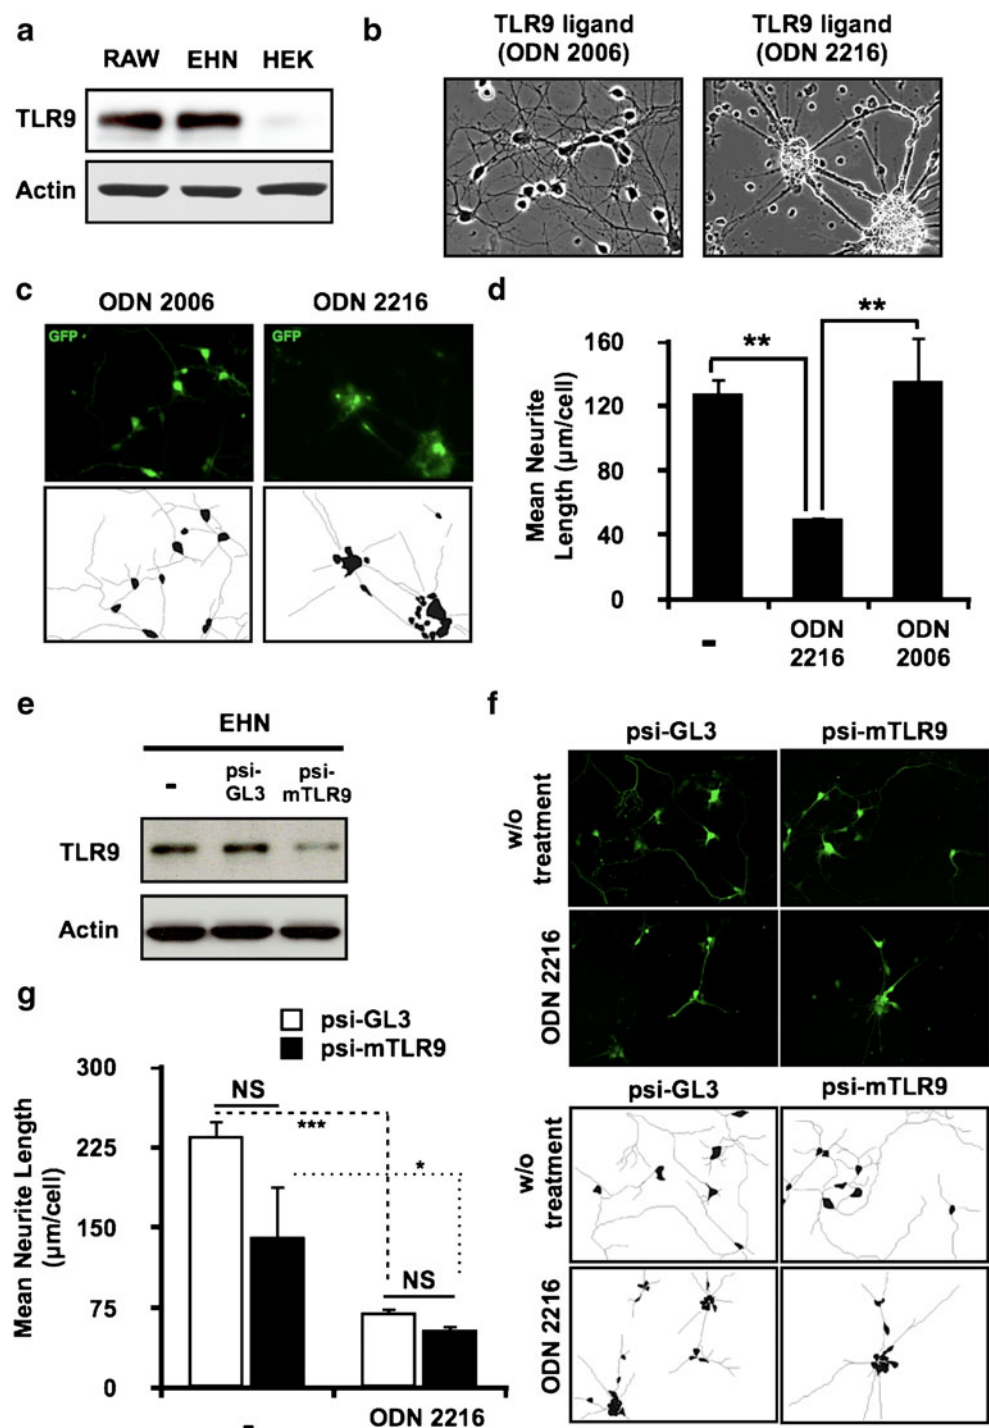 a
RAW EHN HEK
TLR9
Actin
b
TLR9 ligand
(ODN 2006)
TLR9 ligand
(ODN 2216)
c
ODN 2006
ODN 2216
GFP
GFP
d
**
**
160
120
80
40
0
Mean Neurite
Length (µm/cell)
-
ODN
2216
ODN
2006
e
EHN
-
psi-
GL3
psi-
mTLR9
TLR9
Actin
f
psi-GL3
psi-mTLR9
w/o
treatment
ODN 2216
psi-GL3
psi-mTLR9
w/o
treatment
ODN 2216
g
psi-GL3
psi-mTLR9
300
225
150
75
0
Mean Neurite Length
(µm/cell)
NS
***
*
NS
-
ODN 2216